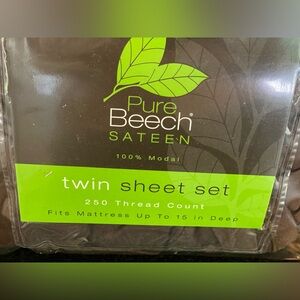 Pure
Beech®
SATEEN
100% Modal
twin sheet set
250 Thread Count
Fits Mattress Up To 15 in Deep